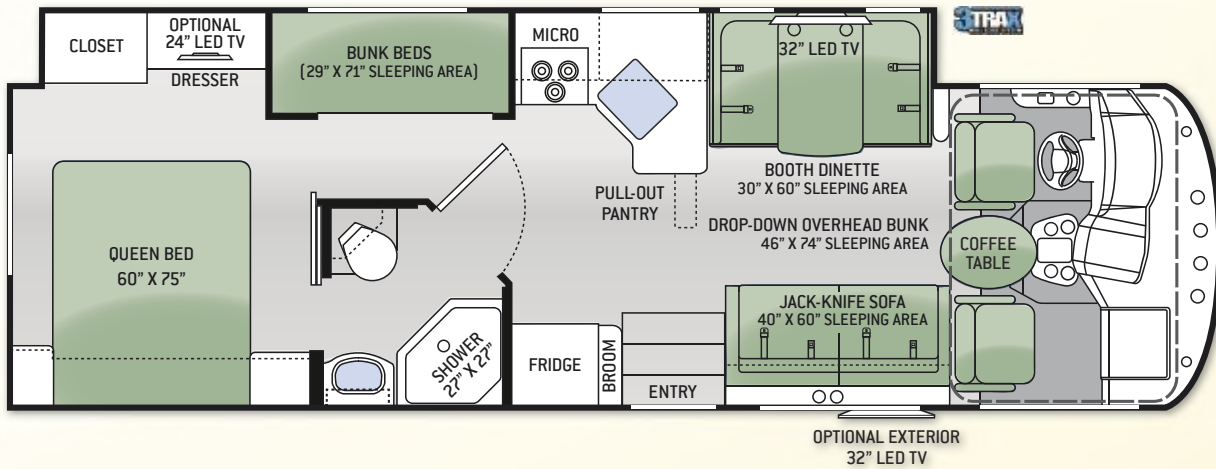 3TRAX
CLOSET
OPTIONAL
24” LED TV
DRESSER
BUNK BEDS
(29” X 71” SLEEPING AREA)
MICRO
32” LED TV
BOOTH DINETTE
30” X 60” SLEEPING AREA
PULL-OUT
PANTRY
DROP-DOWN OVERHEAD BUNK
46” X 74” SLEEPING AREA
COFFEE
TABLE
QUEEN BED
60” X 75”
JACK-KNIFE SOFA
40” X 60” SLEEPING AREA
SHOWER
27” X 27”
FRIDGE
BROOM
ENTRY
OPTIONAL EXTERIOR
32” LED TV